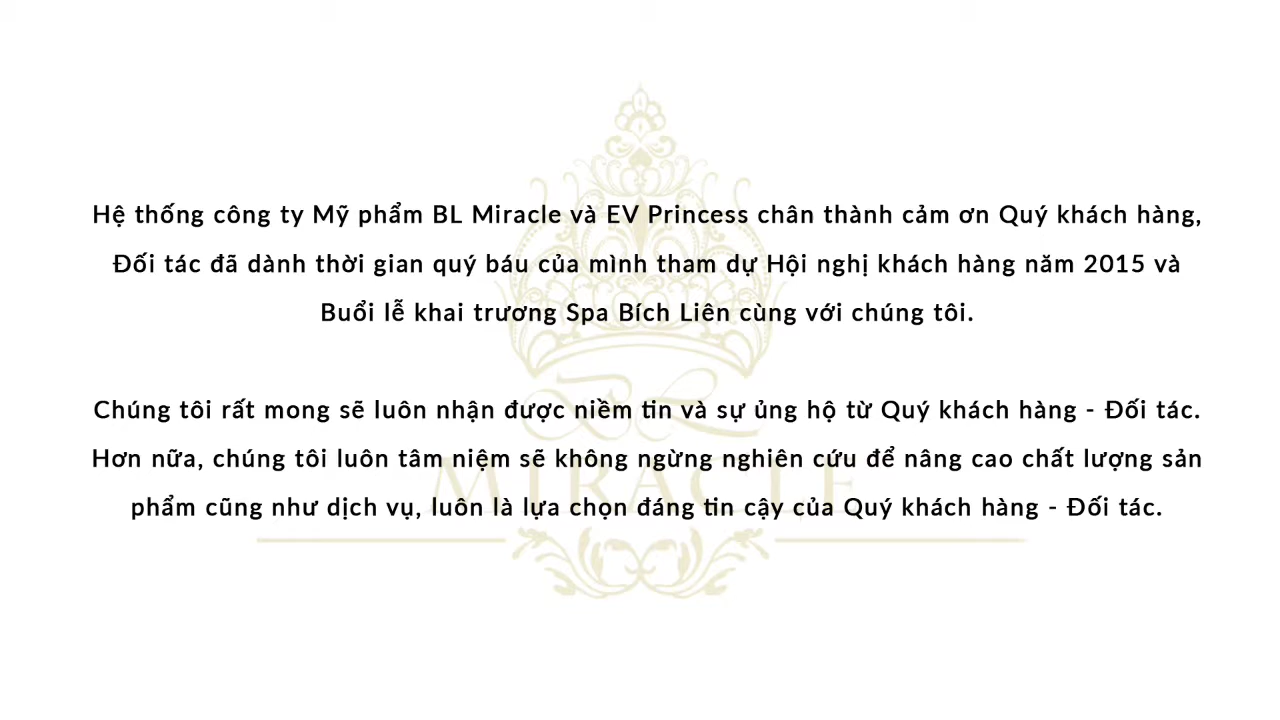 Hệ thống công ty Mỹ phẩm BL Miracle và EV Princess chân thành cảm ơn Quý khách hàng,
Đối tác đã dành thời gian quý báu của mình tham dự Hội nghị khách hàng năm 2015 và
Buổi lễ khai trương Spa Bích Liên cùng với chúng tôi.
Chúng tôi rất mong sẽ luôn nhận được niềm tin và sự ủng hộ từ Quý khách hàng - Đối tác.
Hơn nữa, chúng tôi luôn tâm niệm sẽ không ngừng nghiên cứu để nâng cao chất lượng sản
phẩm cũng như dịch vụ, luôn là lựa chọn đáng tin cậy của Quý khách hàng - Đối tác.
BL
MIRACLE